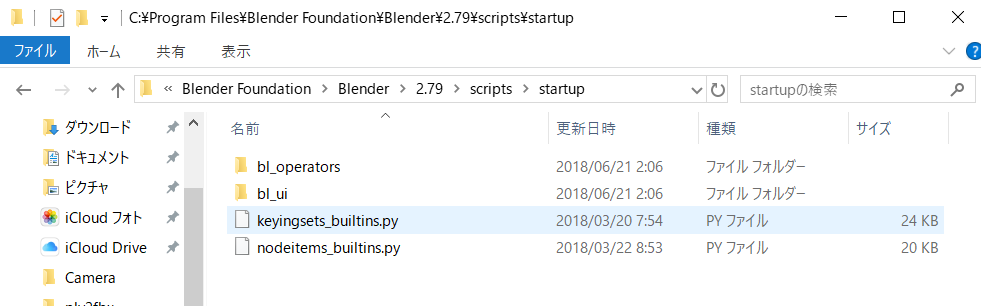 C:¥Program Files¥Blender Foundation¥Blender¥2.79¥scripts¥startup
ファイル ホーム 共有 表示
« Blender Foundation > Blender > 2.79 > scripts > startup startupの検索
ダウンロード
ドキュメント
ピクチャ
iCloud フォト
iCloud Drive
Camera
名前 更新日時 種類 サイズ
bl_operators 2018/06/21 2:06 ファイル フォルダー
bl_ui 2018/06/21 2:06 ファイル フォルダー
keyingsets_builtins.py 2018/03/20 7:54 PY ファイル 24 KB
nodeitems_builtins.py 2018/03/22 8:53 PY ファイル 20 KB